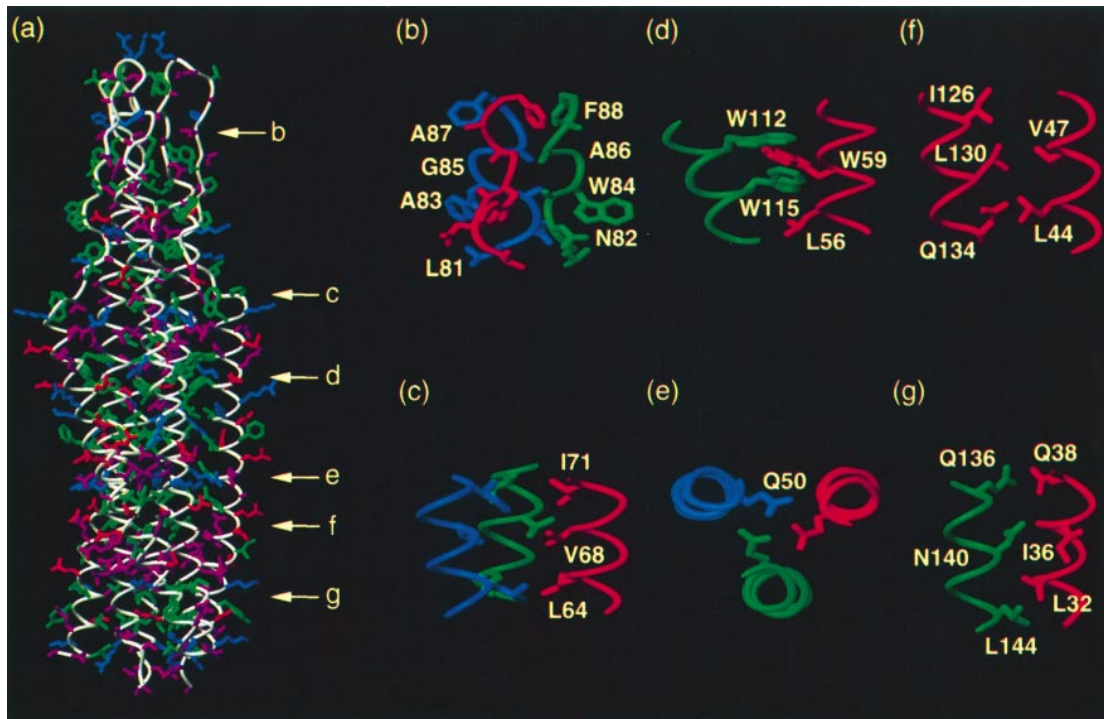 (a)
b
c
d
e
f
g
(b)
A87
G85
A83
L81
F88
A86
W84
N82
(d)
W112
W59
W115
L56
(f)
I126
V47
L130
Q134
L44
(c)
I71
V68
L64
(e)
Q50
(g)
Q136
Q38
N140
I36
L32
L144